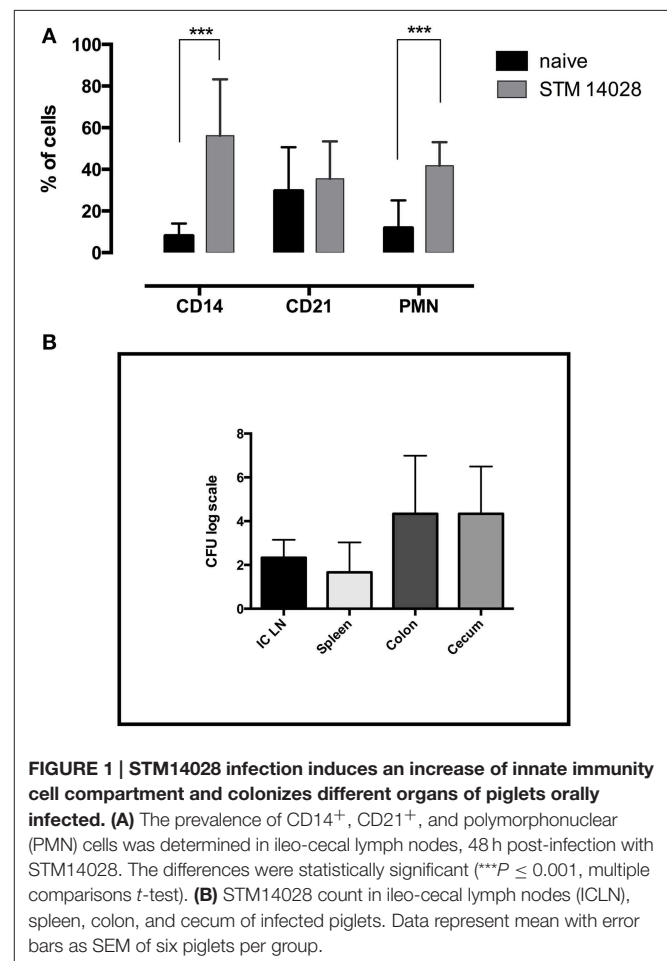 A
*** ***
naive
STM 14028
100
80
60
40
20
0
% of cells
CD14 CD21 PMN
B
8
6
4
2
0
CFU log scale
IC LN Spleen Colon Cecum
FIGURE 1 | STM14028 infection induces an increase of innate immunity
cell compartment and colonizes different organs of piglets orally
infected. (A) The prevalence of CD14⁺, CD21⁺, and polymorphonuclear
(PMN) cells was determined in ileo-cecal lymph nodes, 48 h post-infection with
STM14028. The differences were statistically significant (***P ≤ 0.001, multiple
comparisons t-test). (B) STM14028 count in ileo-cecal lymph nodes (ICLN),
spleen, colon, and cecum of infected piglets. Data represent mean with error
bars as SEM of six piglets per group.